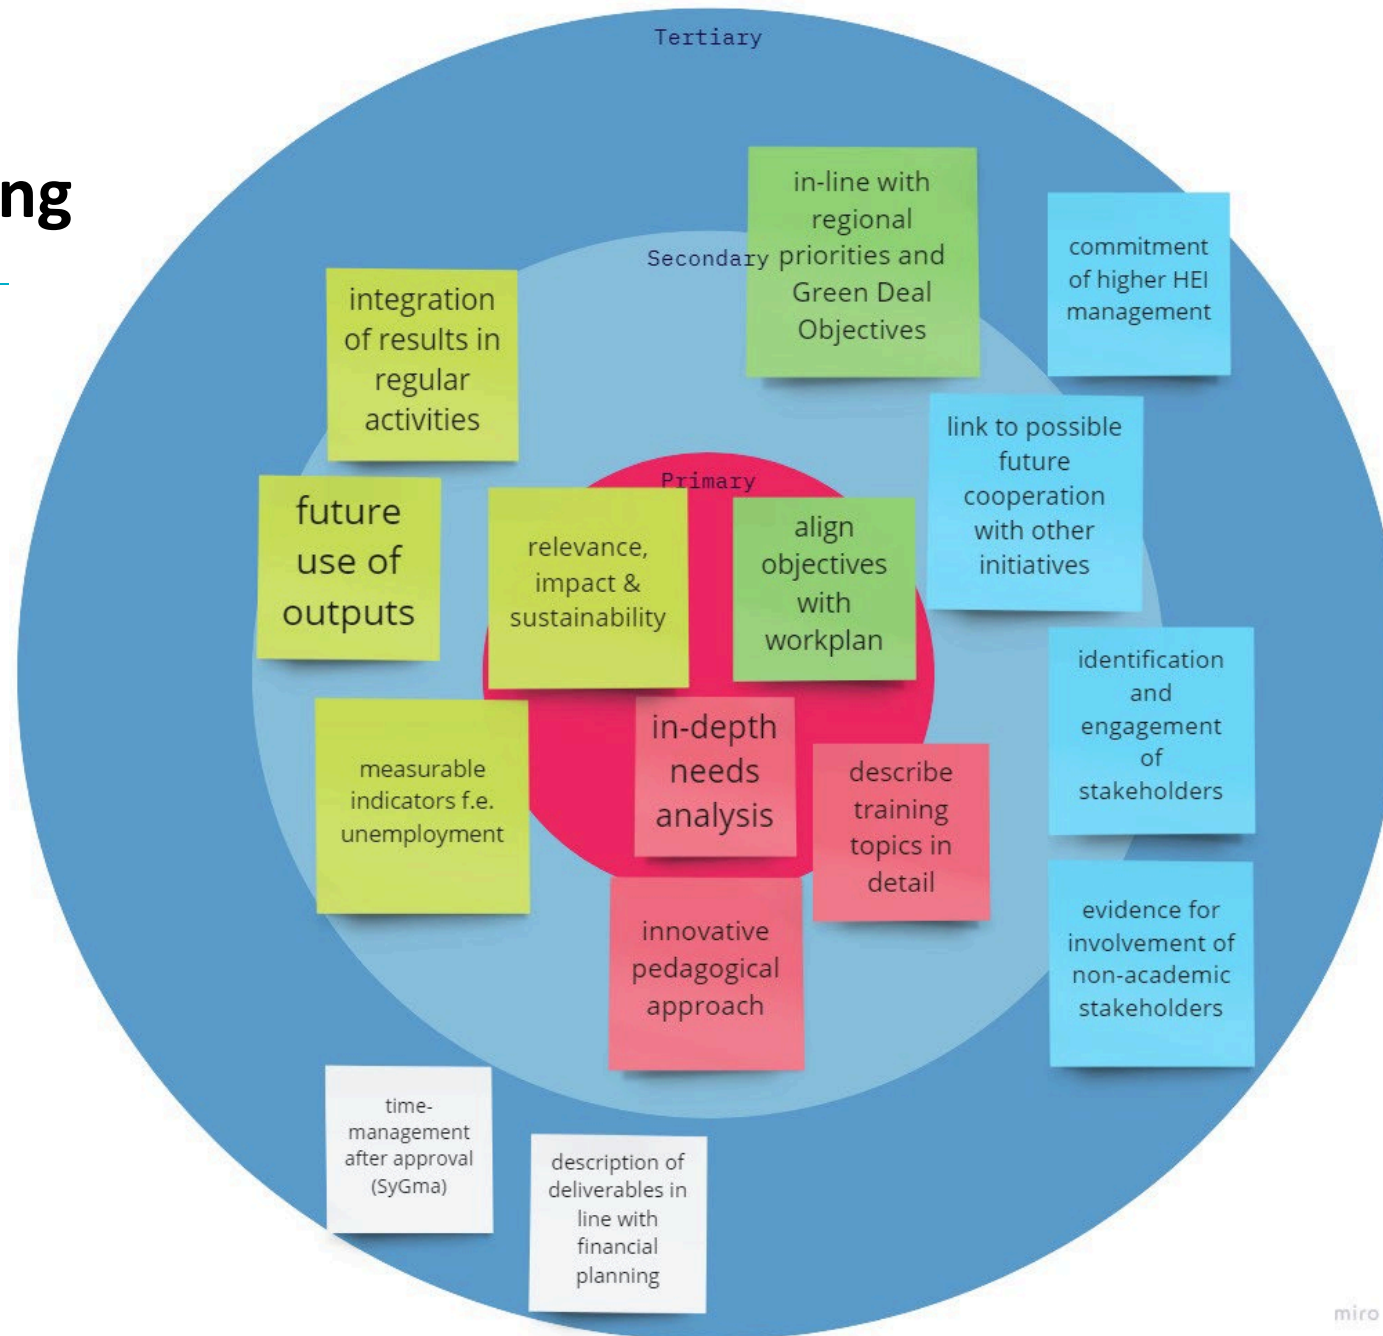 Tertiary
ng
in-line with
regional
priorities and
Green Deal
Objectives
commitment
of higher HEI
management
Secondary
integration
of results in
regular
activities
link to possible
future
cooperation
with other
initiatives
Primary
future
use of
outputs
relevance,
impact &
sustainability
align
objectives
with
workplan
identification
and
engagement
of
stakeholders
measurable
indicators f.e.
unemployment
in-depth
needs
analysis
describe
training
topics in
detail
innovative
pedagogical
approach
evidence for
involvement of
non-academic
stakeholders
time-
management
after approval
(SyGma)
description of
deliverables in
line with
financial
planning
miro